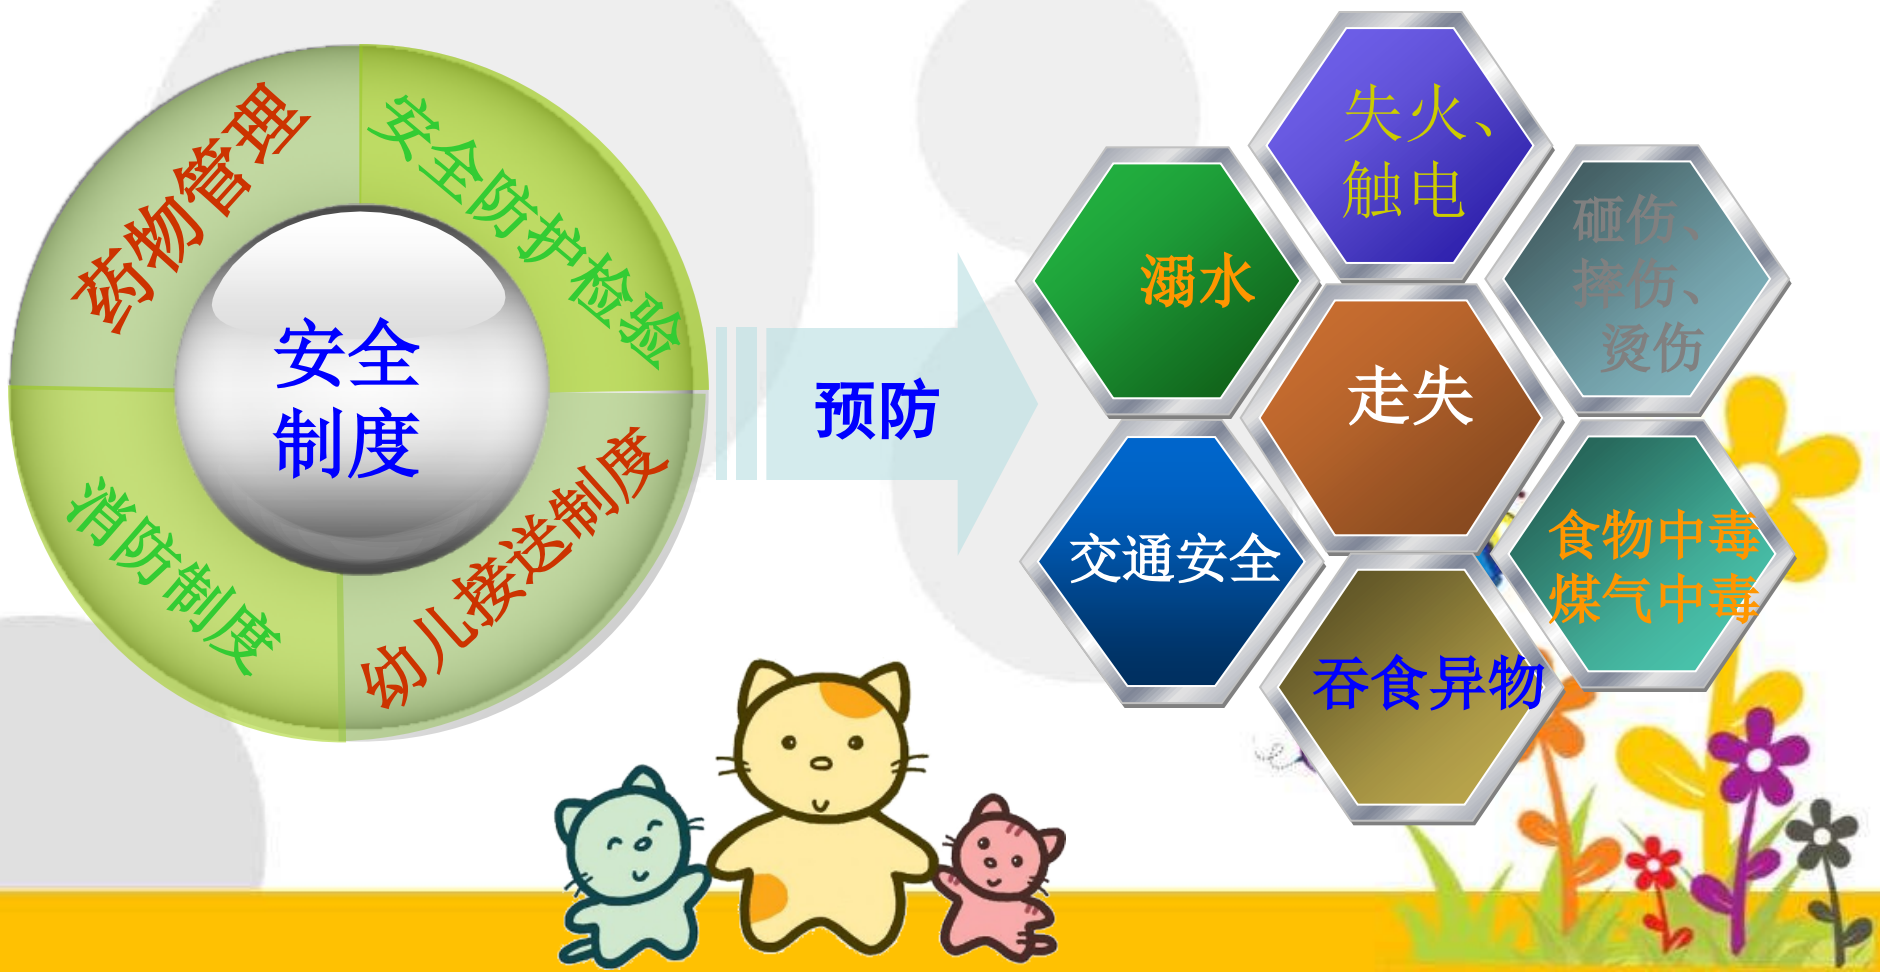 药物管理
安全防护检验
安全
制度
消防制度
幼儿接送制度
预防
失火、
触电
溺水
砸伤、
摔伤、
烫伤
走失
交通安全
食物中毒
煤气中毒
吞食异物